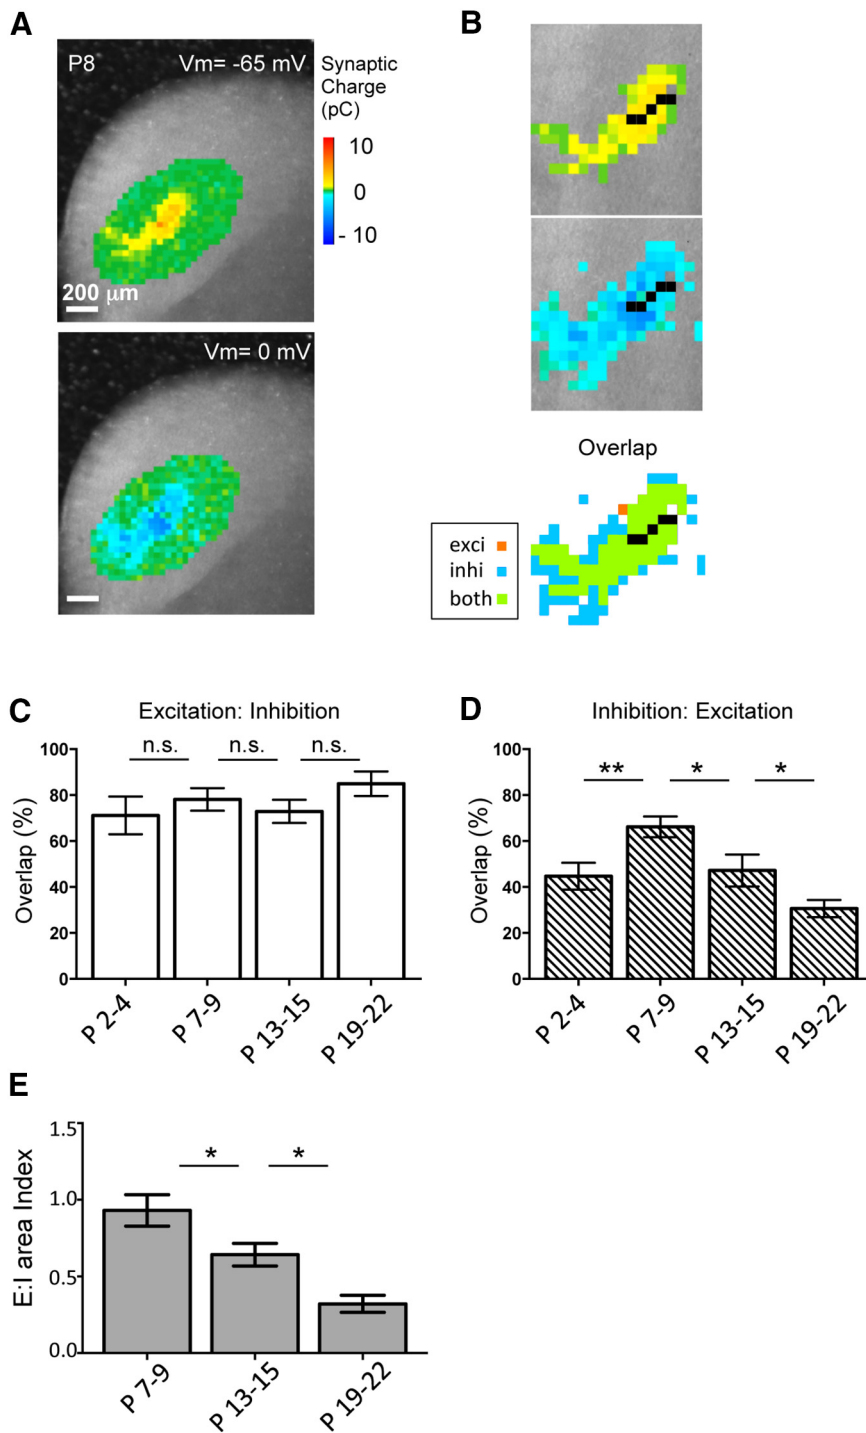 A
P8
Vm= -65 mV
200 μm
Synaptic
Charge
(pC)
10
0
- 10
Vm= 0 mV
B
Overlap
exci
inhi
both
C
Excitation: Inhibition
Overlap (%)
100
80
60
40
20
0
n.s.
n.s.
n.s.
P 2-4
P 7-9
P 13-15
P 19-22
D
Inhibition: Excitation
Overlap (%)
100
80
60
40
20
0
**
*
*
P 2-4
P 7-9
P 13-15
P 19-22
E
E:I area Index
1.5
1.0
0.5
0.0
*
*
P 7-9
P 13-15
P 19-22